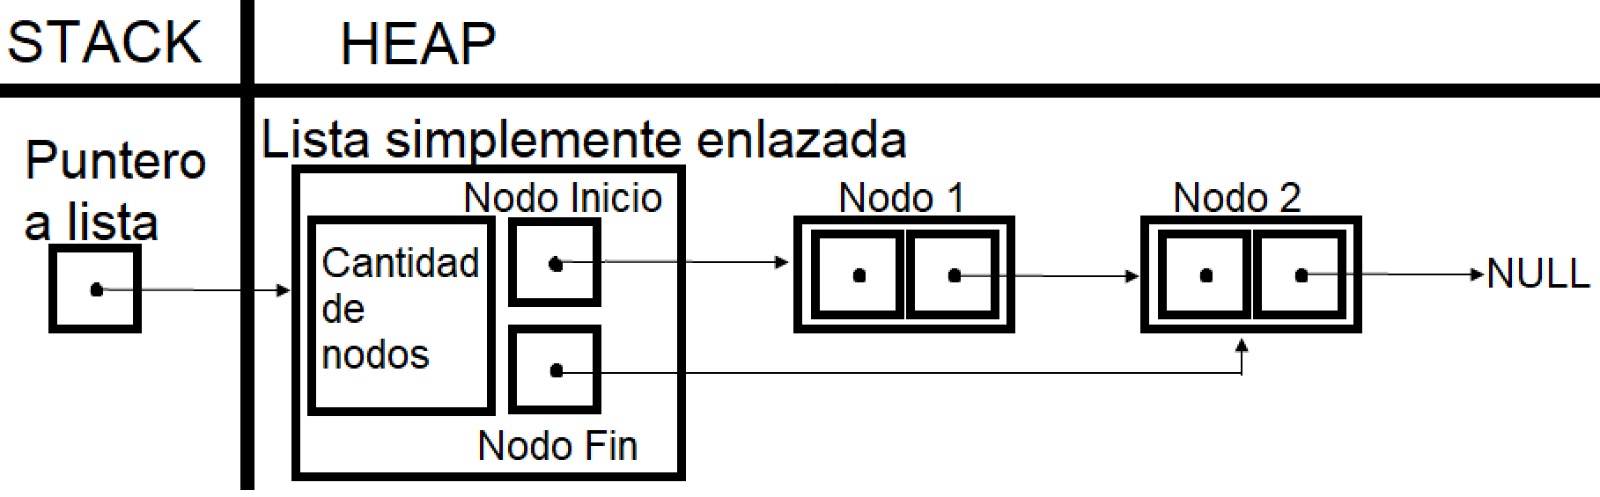 STACK
HEAP
Puntero
a lista
Lista simplemente enlazada
Nodo Inicio
Cantidad
de
nodos
Nodo Fin
Nodo 1
Nodo 2
NULL